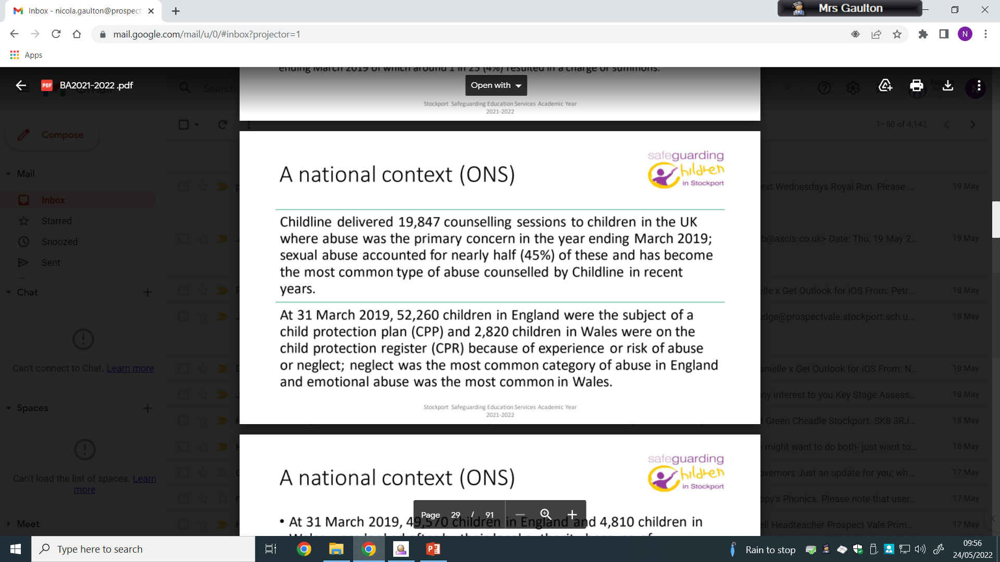 Inbox - nicola.gaulton@prospect
Mrs Gaulton
mail.google.com/mail/u/0/#inbox?projector=1
N
Apps
ending March 2019 of which around 1 in 25 (4%) resulted in a charge or summons.
PDF BA2021-2022 .pdf
Search
Open with
Stockport Safeguarding Education Services Academic Year
2021-2022
1–50 of 4,142
Compose
Mail
Inbox
Starred
Snoozed
Sent
Chat
Can't connect to Chat. Learn more
Spaces
Can't load the list of spaces. Learn
more
Meet
A national context (ONS)
safeguarding
children
in Stockport
Childline delivered 19,847 counselling sessions to children in the UK
where abuse was the primary concern in the year ending March 2019;
sexual abuse accounted for nearly half (45%) of these and has become
the most common type of abuse counselled by Childline in recent
years.
At 31 March 2019, 52,260 children in England were the subject of a
child protection plan (CPP) and 2,820 children in Wales were on the
child protection register (CPR) because of experience or risk of abuse
or neglect; neglect was the most common category of abuse in England
and emotional abuse was the most common in Wales.
Stockport Safeguarding Education Services Academic Year
2021-2022
A national context (ONS)
safeguarding
children
in Stockport
• At 31 March 2019, 49,570 children in England and 4,810 children in
Page 29 / 91
ext Wednesdays Royal Run. Please ... 19 May
b@axcis.co.uk> Date: Thu, 19 May 2... 19 May
elle x Get Outlook for iOS From: Petr... 18 May
dge@prospectvale.stockport.sch.u... 18 May
anielle x Get Outlook for iOS From: N... 18 May
ny interest to you Key Stage Assess... 18 May
Green Cheadle Stockport. SK8 3RJ... 18 May
might want to do both- just want to... 18 May
overnors Just an update for you; wh... 17 May
ppy's Phonics. Please note that user... 17 May
ell Headteacher Prospect Vale Prim... 17 May
Type here to search
Rain to stop
09:56
24/05/2022